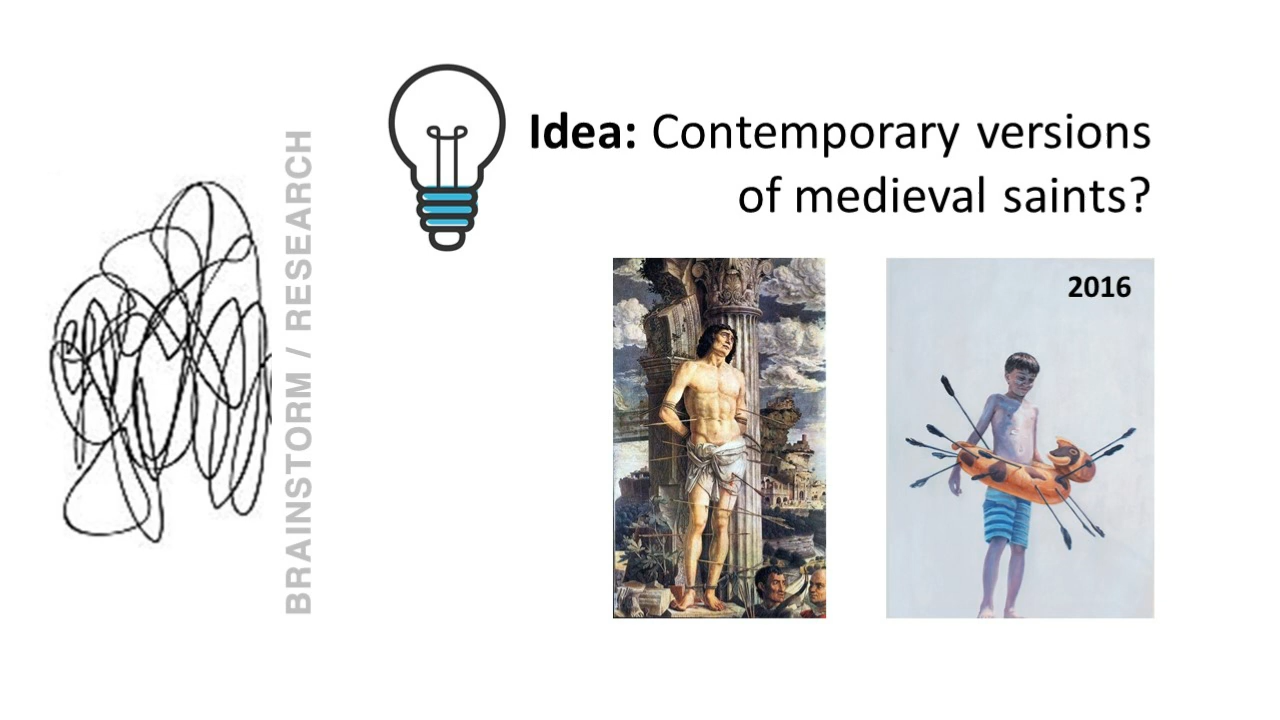 BRAINSTORM / RESEARCH
Idea: Contemporary versions
of medieval saints?
2016